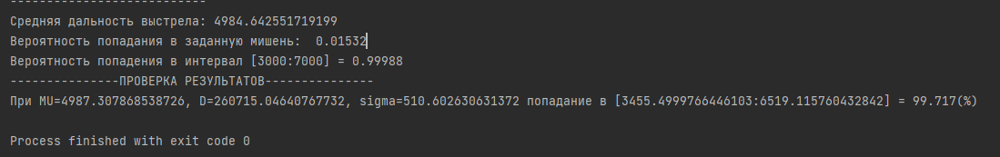 ---------------------------
Средняя дальность выстрела: 4984.642551719199
Вероятность попадания в заданную мишень:  0.01532
Вероятность попадения в интервал [3000:7000] = 0.99988
---------------ПРОВЕРКА РЕЗУЛЬТАТОВ---------------
При MU=4987.307868538726, D=260715.04640767732, sigma=510.602630631372 попадание в [3455.4999766446103:6519.115760432842] = 99.717(%)
Process finished with exit code 0